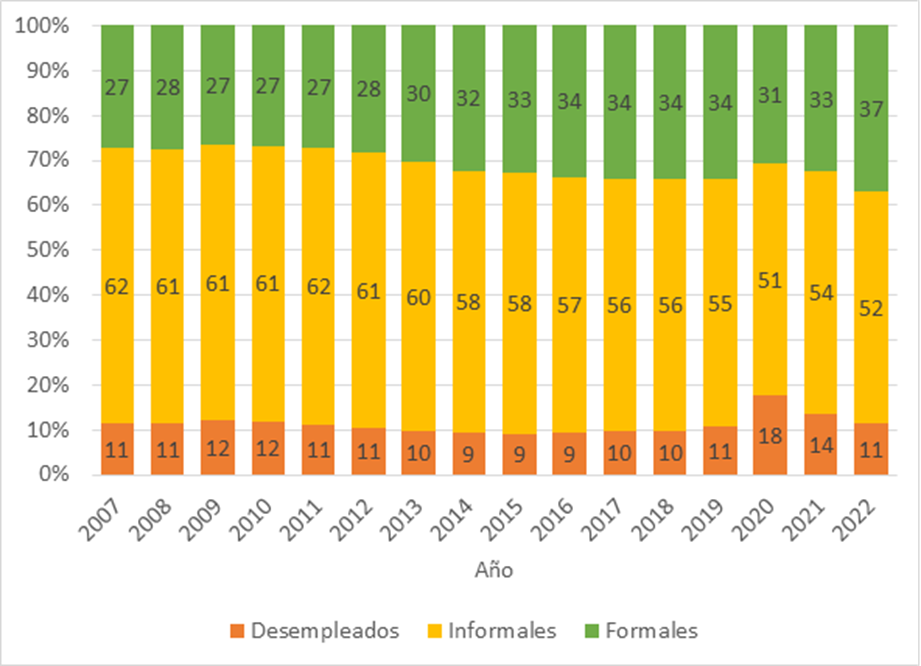 100%
90%
80%
70%
60%
50%
40%
30%
20%
10%
0%
27 28 27 27 27 28 30 32 33 34 34 34 34 31 33 37
62 61 61 61 62 61 60 58 58 57 56 56 55 51 54 52
11 11 12 12 11 11 10 9 9 9 10 10 11 18 14 11
2007 2008 2009 2010 2011 2012 2013 2014 2015 2016 2017 2018 2019 2020 2021 2022
Año
Desempleados Informales Formales